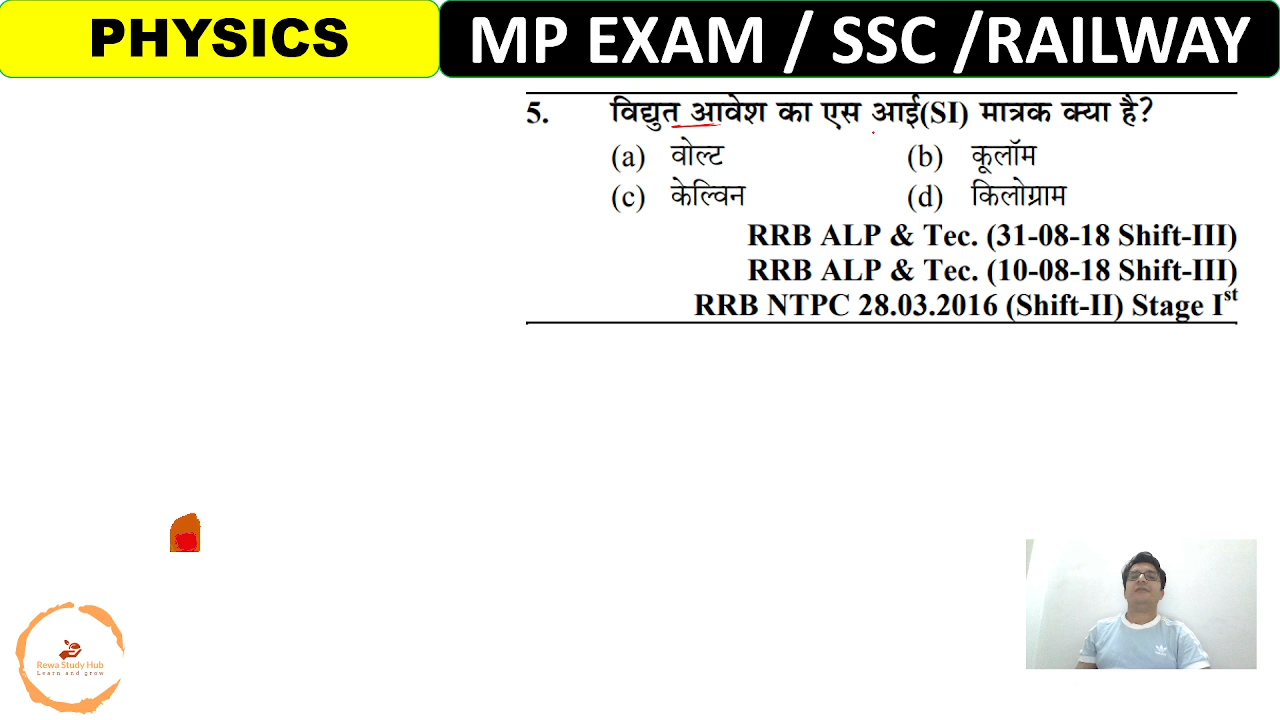 PHYSICS
MP EXAM / SSC /RAILWAY
5. विद्युत आवेश का एस आई(SI) मात्रक क्या है?
(a) वोल्ट (b) कूलॉम
(c) केल्विन (d) किलोग्राम
RRB ALP & Tec. (31-08-18 Shift-III)
RRB ALP & Tec. (10-08-18 Shift-III)
RRB NTPC 28.03.2016 (Shift-II) Stage Ist
Rewa Study Hub
Learn and grow